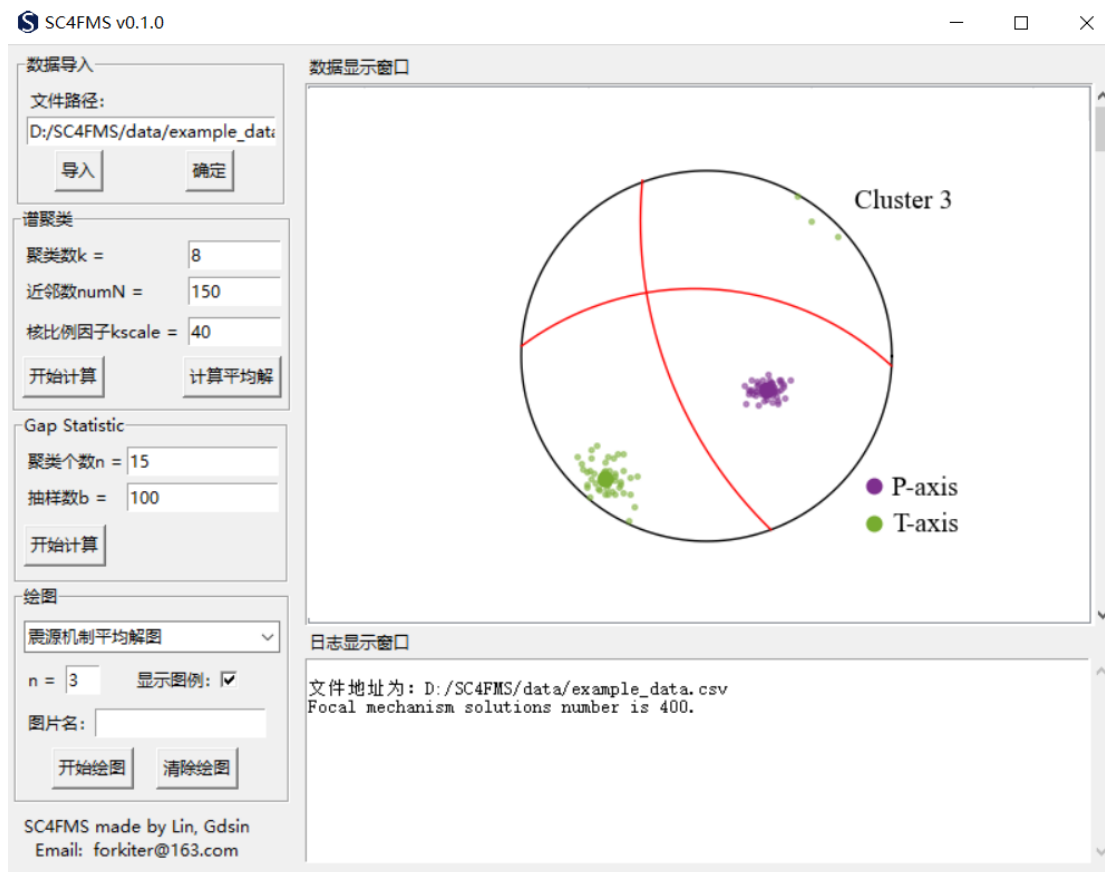 SC4FMS v0.1.0
数据导入
文件路径：
D:/SC4FMS/data/example_data
导入 确定
谱聚类
聚类数k = 8
近邻数numN = 150
核比例因子kscale = 40
开始计算 计算平均解
Gap Statistic
聚类个数n = 15
抽样数b = 100
开始计算
绘图
震源机制平均解图
n = 3 显示图例：
图片名：
开始绘图 清除绘图
SC4FMS made by Lin, Gdsin
Email: forkiter@163.com
数据显示窗口
Cluster 3
P-axis
T-axis
日志显示窗口
文件地址为：D:/SC4FMS/data/example_data.csv
Focal mechanism solutions number is 400.